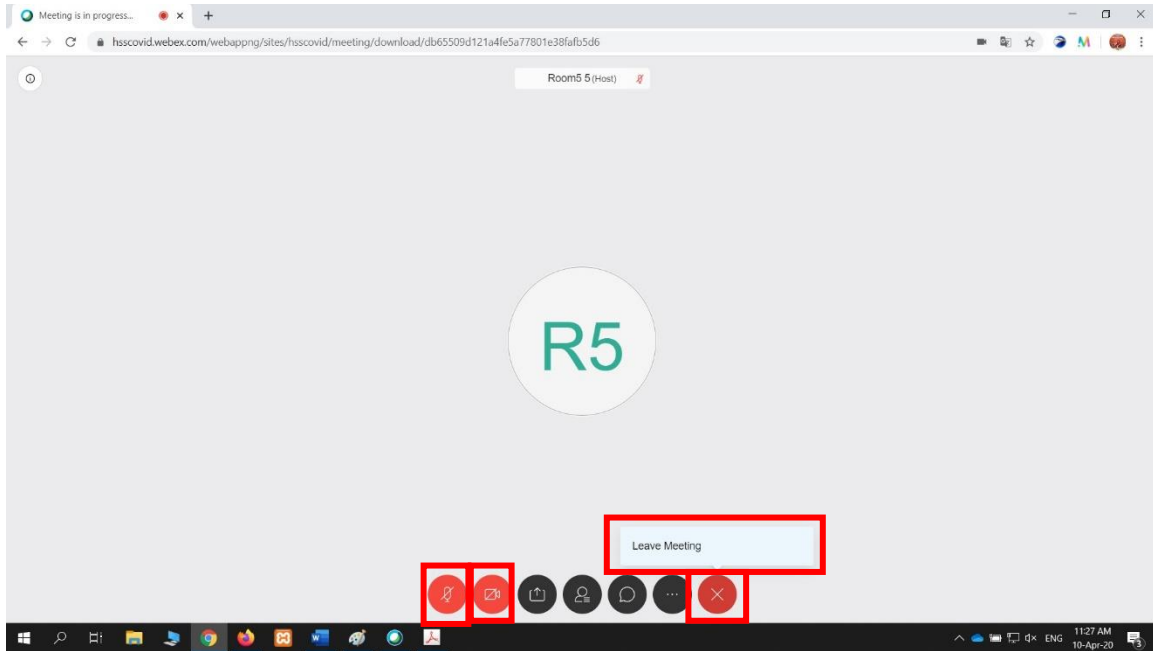 Meeting is in progress...
hsscovid.webex.com/webappng/sites/hsscovid/meeting/download/db65509d121a4fe5a77801e38fafb5d6
Room5 5 (Host)
R5
Leave Meeting
ENG
11:27 AM
10-Apr-20
3